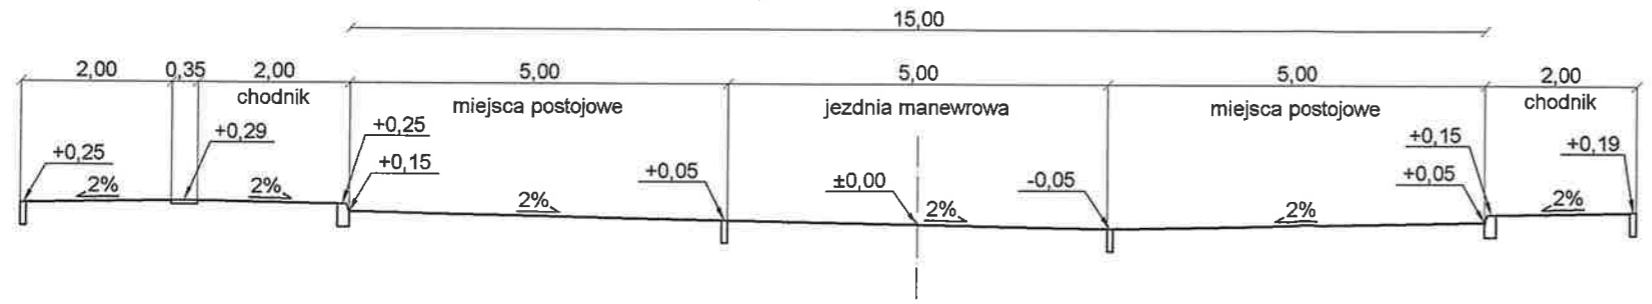 15,00
2,00 0,35 2,00 5,00 5,00 5,00 2,00
chodnik miejsca postojowe jezdnia manewrowa miejsca postojowe chodnik
+0,25 +0,29 +0,25 +0,15 +0,05 ±0,00 -0,05 +0,15 +0,05 +0,19
2% 2% 2% 2% 2% 2%